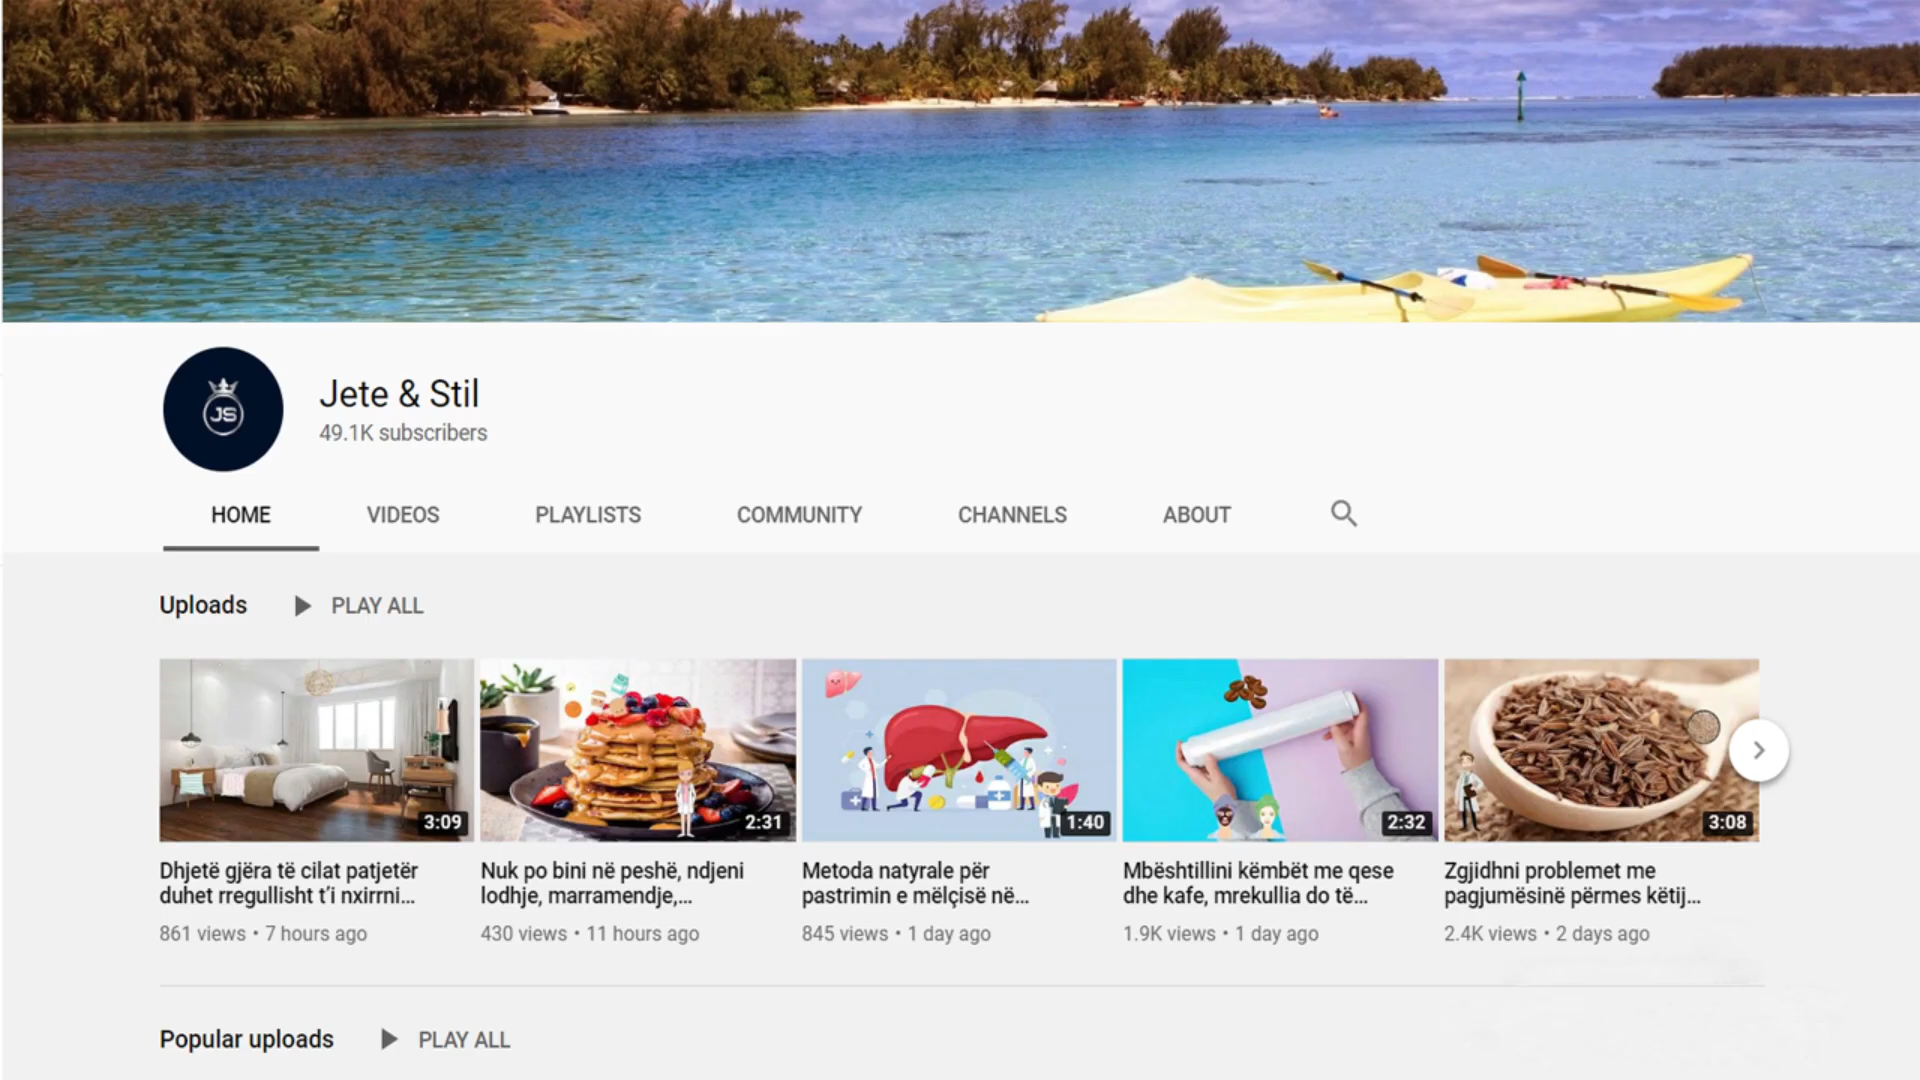 JS
Jete & Stil
49.1K subscribers
HOME VIDEOS PLAYLISTS COMMUNITY CHANNELS ABOUT
Uploads PLAY ALL
3:09 2:31 1:40 2:32 3:08
Dhjetë gjëra të cilat patjetër
duhet rregullisht t’i nxirrni...
861 views • 7 hours ago
Nuk po bini në peshë, ndjeni
lodhje, marramendje,...
430 views • 11 hours ago
Metoda natyrale për
pastrimin e mëlçisë në...
845 views • 1 day ago
Mbështillini këmbët me qese
dhe kafe, mrekullia do të...
1.9K views • 1 day ago
Zgjidhni problemet me
pagjumësinë përmes këtij...
2.4K views • 2 days ago
Popular uploads PLAY ALL